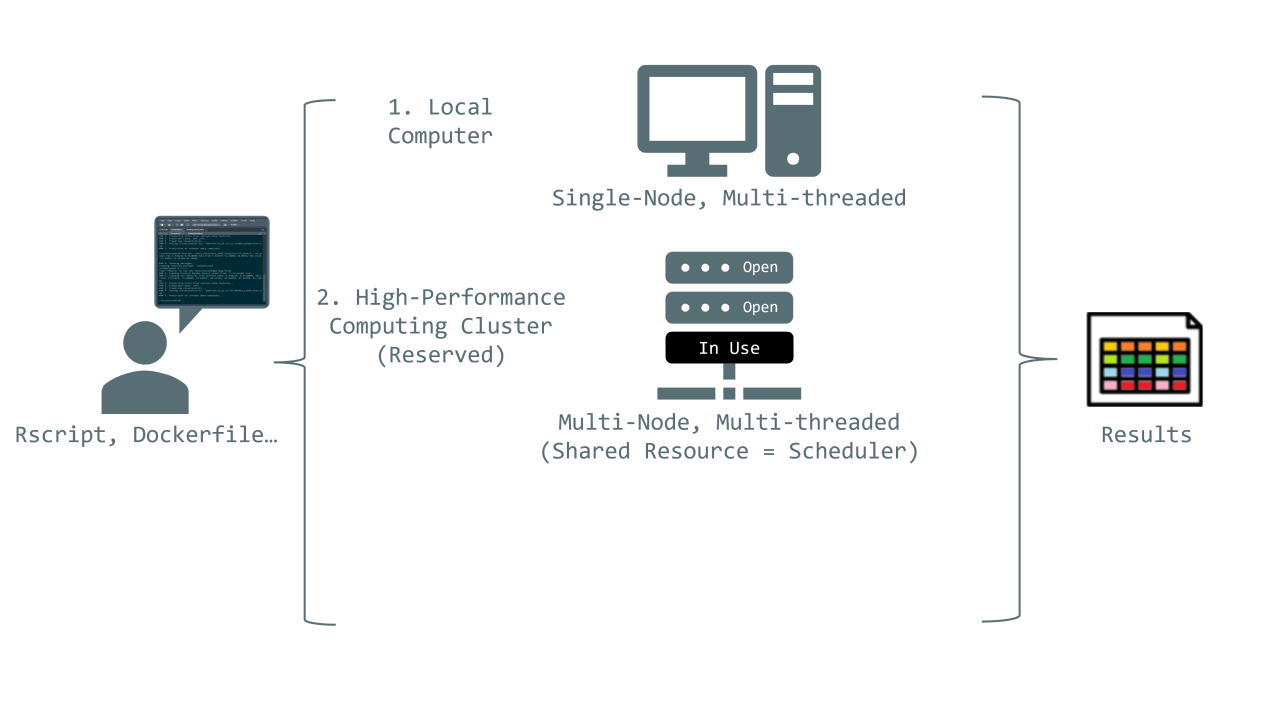 1. Local
Computer
Single-Node, Multi-threaded
Open
Open
In Use
2. High-Performance
Computing Cluster
(Reserved)
Multi-Node, Multi-threaded
(Shared Resource = Scheduler)
Rscript, Dockerfile…
Results